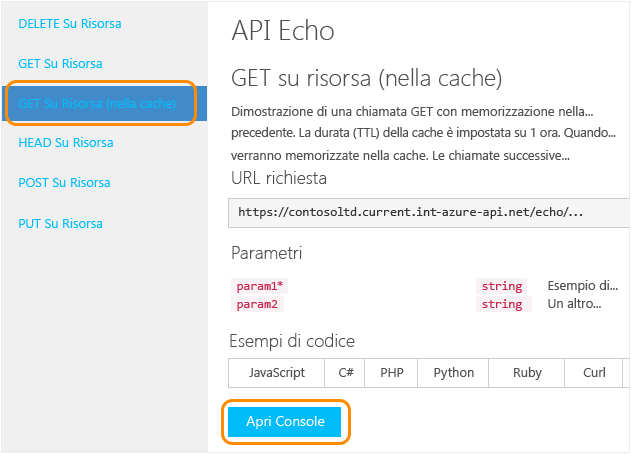 DELETE Su Risorsa
GET Su Risorsa
GET Su Risorsa (nella cache)
HEAD Su Risorsa
POST Su Risorsa
PUT Su Risorsa
API Echo
GET su risorsa (nella cache)
Dimostrazione di una chiamata GET con memorizzazione nella...
precedente. La durata (TTL) della cache è impostata su 1 ora. Quando...
verranno memorizzate nella cache. Le chiamate successive...
URL richiesta
https://contosoltd.current.int-azure-api.net/echo/...
Parametri
param1* string Esempio di...
param2 string Un altro...
Esempi di codice
JavaScript C# PHP Python Ruby Curl
Apri Console